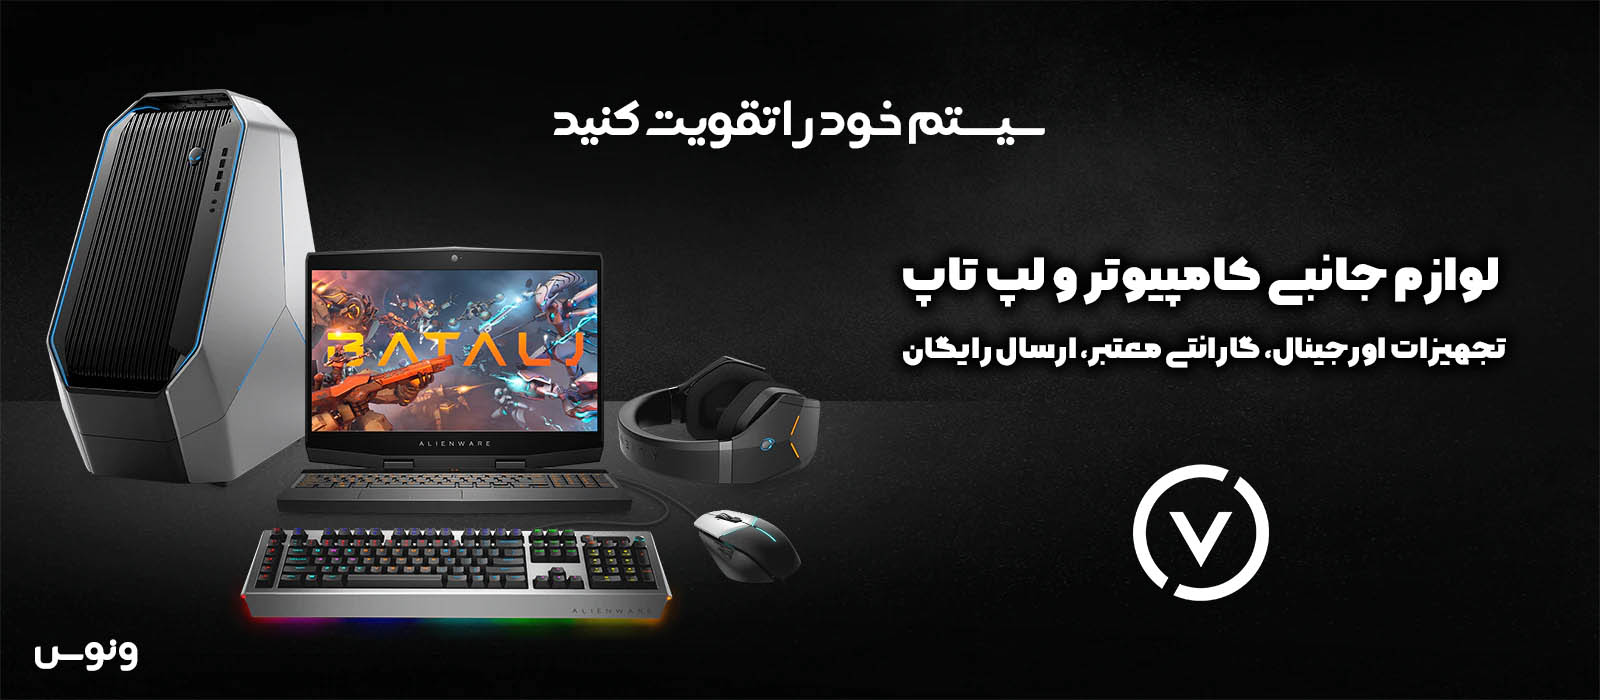 سیستم خود را تقویت کنید
لوازم جانبی کامپیوتر و لپ تاپ
تجهیزات اورجینال، گارانتی معتبر، ارسال رایگان
BATALJ
ALIENWARE
ALIENWARE
V
ونوس